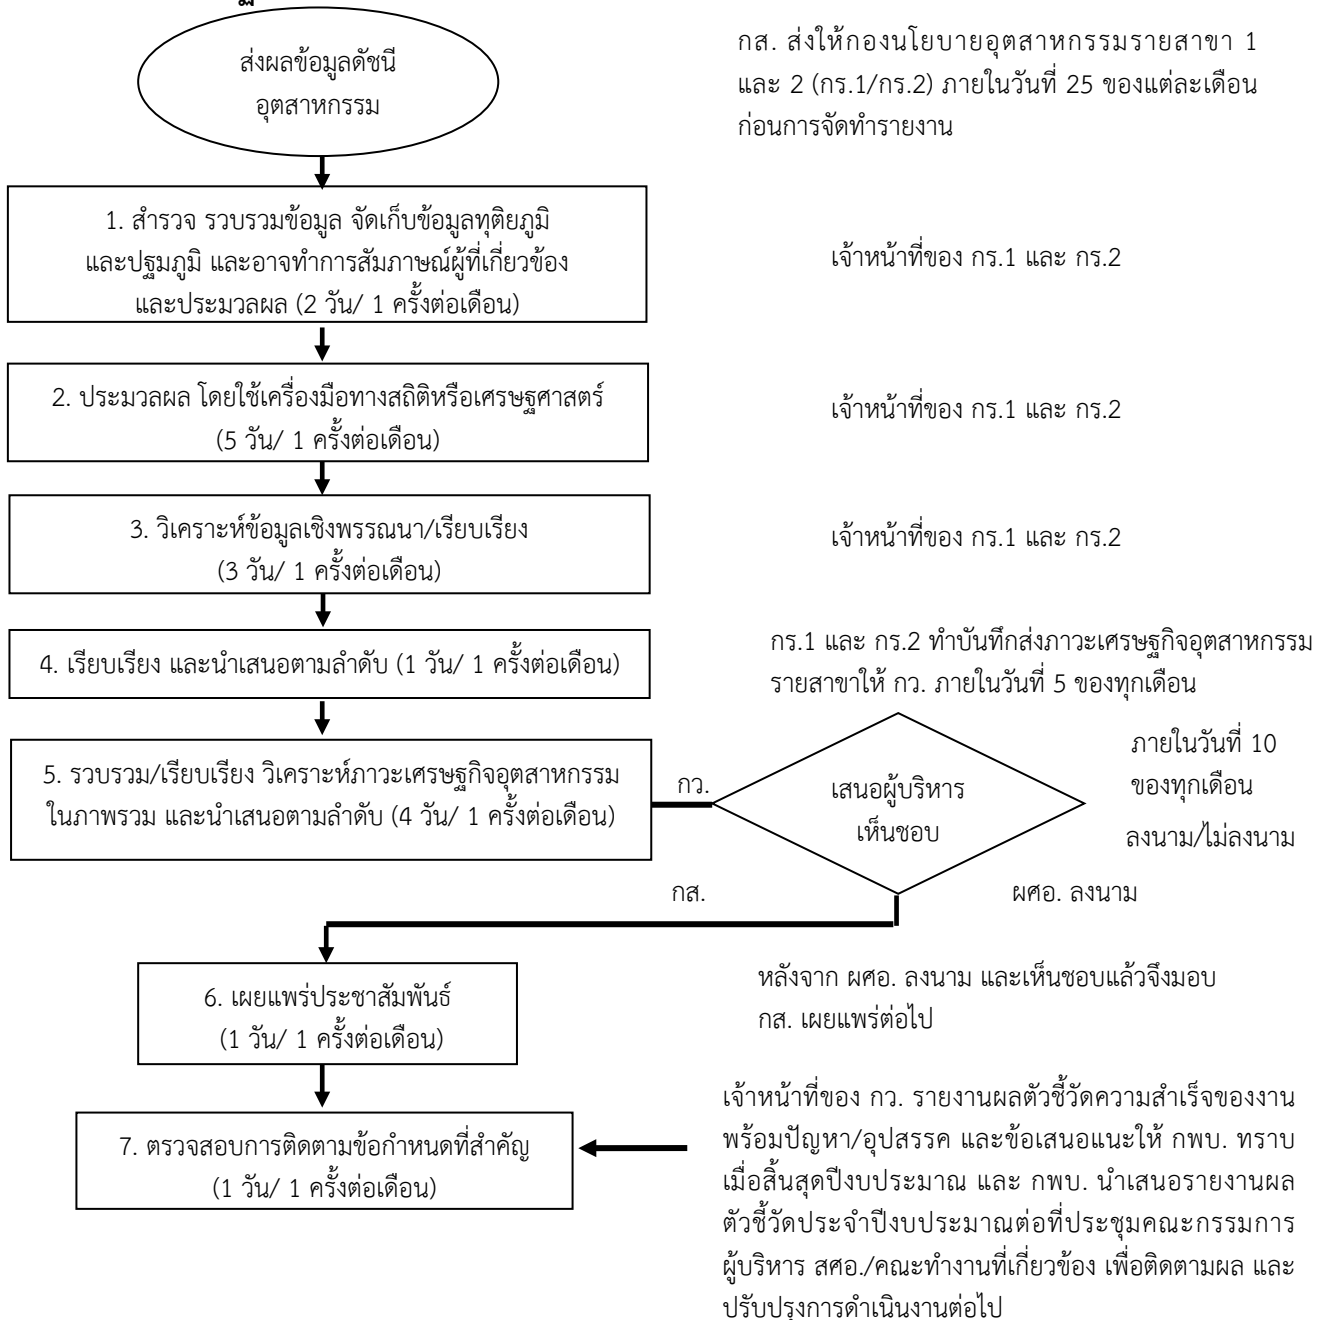 ส่งผลข้อมูลดัชนี
อุตสาหกรรม
กส. ส่งให้กองนโยบายอุตสาหกรรมรายสาขา 1
และ 2 (กร.1/กร.2) ภายในวันที่ 25 ของแต่ละเดือน
ก่อนการจัดทำรายงาน
1. สำรวจ รวบรวมข้อมูล จัดเก็บข้อมูลทุติยภูมิ
และปฐมภูมิ และอาจทำการสัมภาษณ์ผู้ที่เกี่ยวข้อง
และประมวลผล (2 วัน/ 1 ครั้งต่อเดือน)
เจ้าหน้าที่ของ กร.1 และ กร.2
2. ประมวลผล โดยใช้เครื่องมือทางสถิติหรือเศรษฐศาสตร์
(5 วัน/ 1 ครั้งต่อเดือน)
เจ้าหน้าที่ของ กร.1 และ กร.2
3. วิเคราะห์ข้อมูลเชิงพรรณนา/เรียบเรียง
(3 วัน/ 1 ครั้งต่อเดือน)
เจ้าหน้าที่ของ กร.1 และ กร.2
4. เรียบเรียง และนำเสนอตามลำดับ (1 วัน/ 1 ครั้งต่อเดือน)
กร.1 และ กร.2 ทำบันทึกส่งภาวะเศรษฐกิจอุตสาหกรรม
รายสาขาให้ กว. ภายในวันที่ 5 ของทุกเดือน
5. รวบรวม/เรียบเรียง วิเคราะห์ภาวะเศรษฐกิจอุตสาหกรรม
ในภาพรวม และนำเสนอตามลำดับ (4 วัน/ 1 ครั้งต่อเดือน)
กว.
เสนอผู้บริหาร
เห็นชอบ
ภายในวันที่ 10
ของทุกเดือน
ลงนาม/ไม่ลงนาม
กส.
ผศอ. ลงนาม
6. เผยแพร่ประชาสัมพันธ์
(1 วัน/ 1 ครั้งต่อเดือน)
หลังจาก ผศอ. ลงนาม และเห็นชอบแล้วจึงมอบ
กส. เผยแพร่ต่อไป
7. ตรวจสอบการติดตามข้อกำหนดที่สำคัญ
(1 วัน/ 1 ครั้งต่อเดือน)
เจ้าหน้าที่ของ กว. รายงานผลตัวชี้วัดความสำเร็จของงาน
พร้อมปัญหา/อุปสรรค และข้อเสนอแนะให้ กพบ. ทราบ
เมื่อสิ้นสุดปีงบประมาณ และ กพบ. นำเสนอรายงานผล
ตัวชี้วัดประจำปีงบประมาณต่อที่ประชุมคณะกรรมการ
ผู้บริหาร สศอ./คณะทำงานที่เกี่ยวข้อง เพื่อติดตามผล และ
ปรับปรุงการดำเนินงานต่อไป